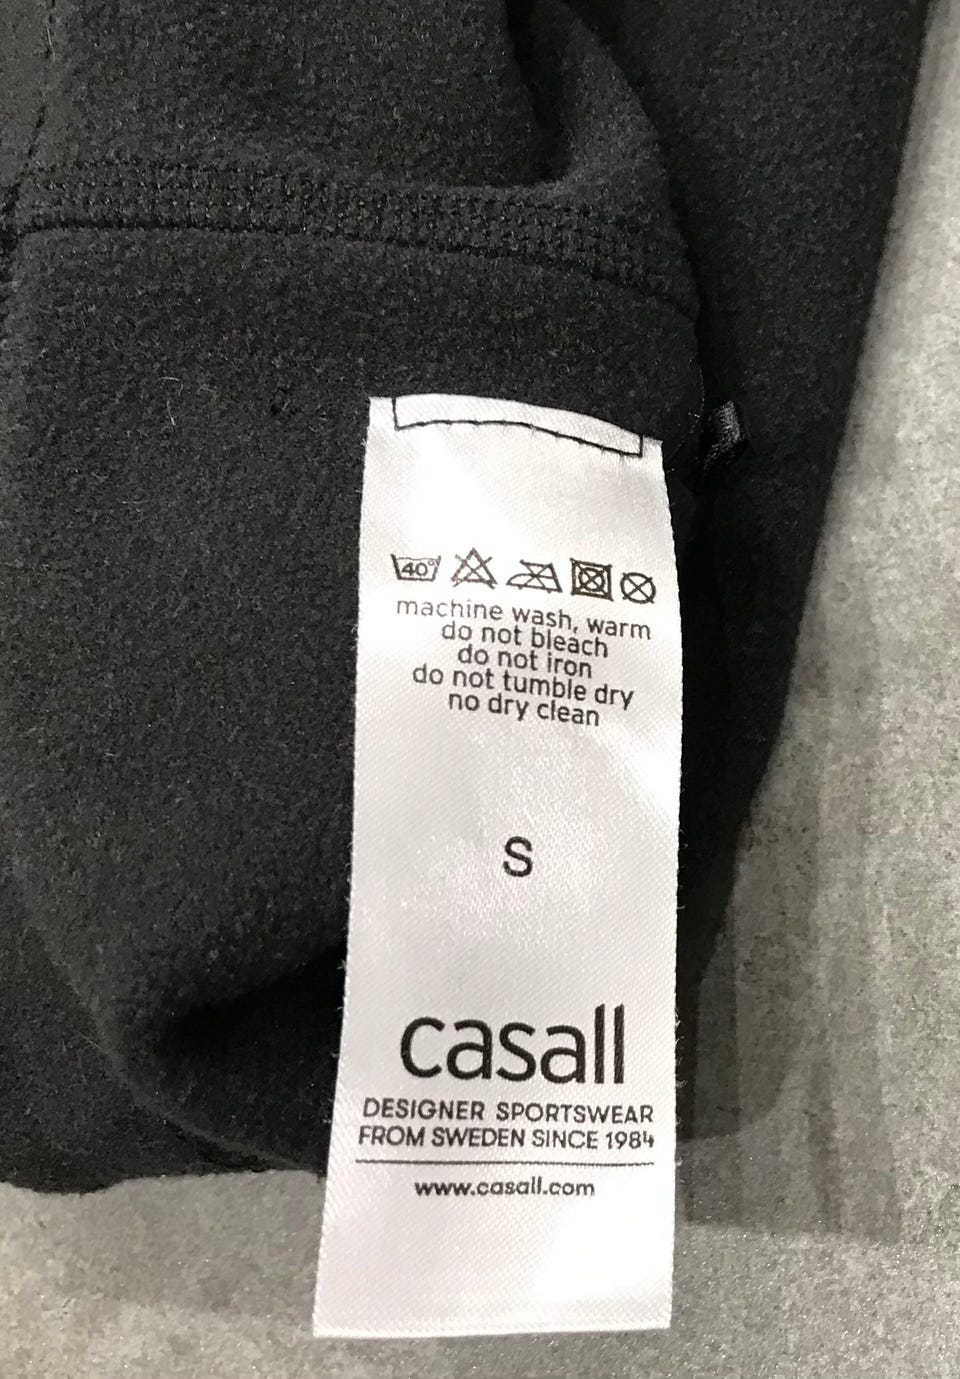 40°
machine wash, warm
do not bleach
do not iron
do not tumble dry
no dry clean
S
casall
DESIGNER SPORTSWEAR
FROM SWEDEN SINCE 1984
www.casall.com